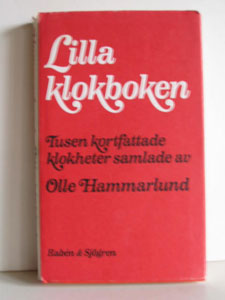 Lilla
klokboken
Tusen kortfattade
klokheter samlade av
Olle Hammarlund
Rabén & Sjögren